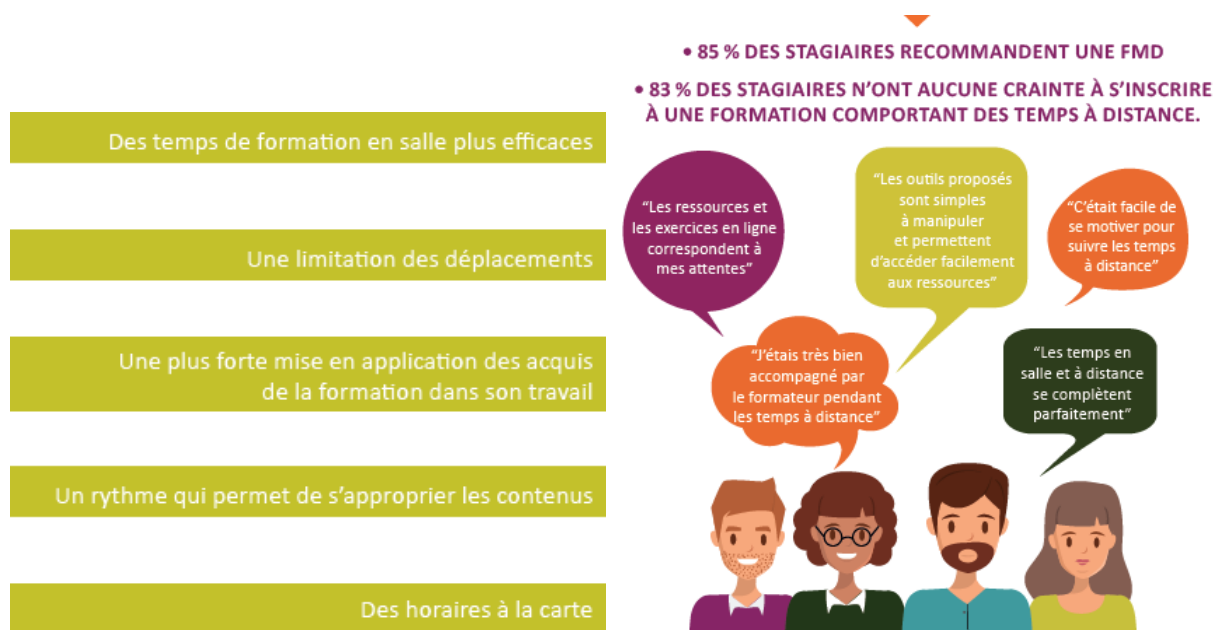 Des temps de formation en salle plus efficaces
Une limitation des déplacements
Une plus forte mise en application des acquis
de la formation dans son travail
Un rythme qui permet de s’approprier les contenus
Des horaires à la carte
• 85 % DES STAGIAIRES RECOMMANDENT UNE FMD
• 83 % DES STAGIAIRES N’ONT AUCUNE CRAINTE À S’INSCRIRE
À UNE FORMATION COMPORTANT DES TEMPS À DISTANCE.
“Les ressources et
les exercices en ligne
correspondent à
mes attentes”
“Les outils proposés
sont simples
à manipuler
et permettent
d’accéder facilement
aux ressources”
“C’était facile de
se motiver pour
suivre les temps
à distance”
“J’étais très bien
accompagné par
le formateur pendant
les temps à distance”
“Les temps en
salle et à distance
se complètent
parfaitement”